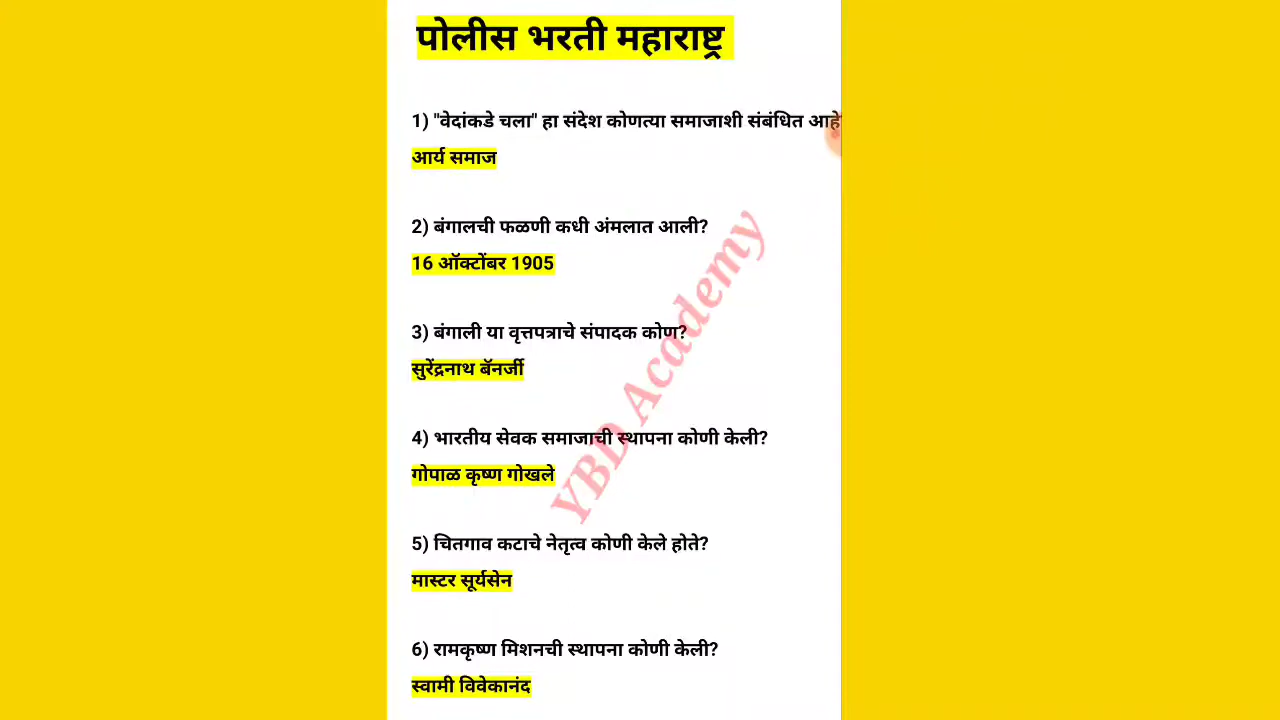 पोलीस भरती महाराष्ट्र
1) "वेदांकडे चला" हा संदेश कोणत्या समाजाशी संबंधित आहे
आर्य समाज
2) बंगालची फळणी कधी अंमलात आली?
16 ऑक्टोंबर 1905
3) बंगाली या वृत्तपत्राचे संपादक कोण?
सुरेंद्रनाथ बॅनर्जी
4) भारतीय सेवक समाजाची स्थापना कोणी केली?
गोपाळ कृष्ण गोखले
5) चितगाव कटाचे नेतृत्व कोणी केले होते?
मास्टर सूर्यसेन
6) रामकृष्ण मिशनची स्थापना कोणी केली?
स्वामी विवेकानंद
YBD Academy